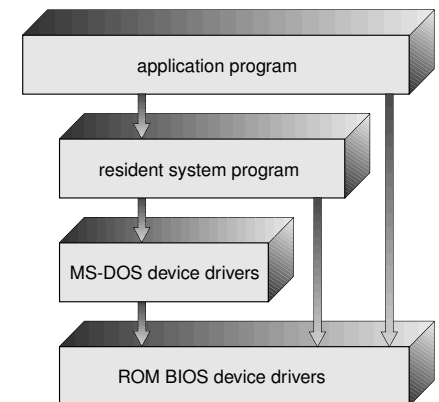 application program
resident system program
MS-DOS device drivers
ROM BIOS device drivers